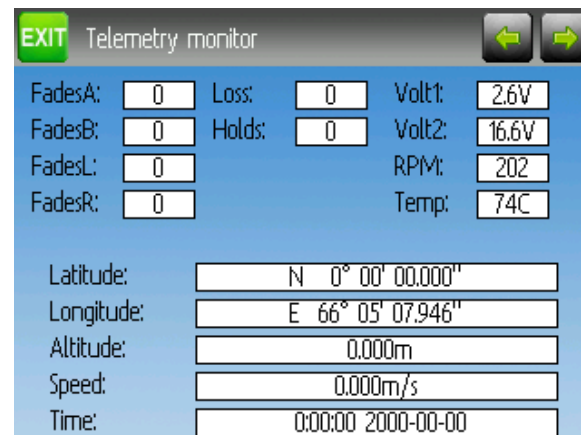 EXIT Telemetry monitor
FadesA: 0 Loss: 0 Volt1: 2.6V
FadesB: 0 Holds: 0 Volt2: 16.6V
FadesL: 0 RPM: 202
FadesR: 0 Temp: 74C
Latitude: N 0° 00' 00.000"
Longitude: E 66° 05' 07.946"
Altitude: 0.000m
Speed: 0.000m/s
Time: 0:00:00 2000-00-00